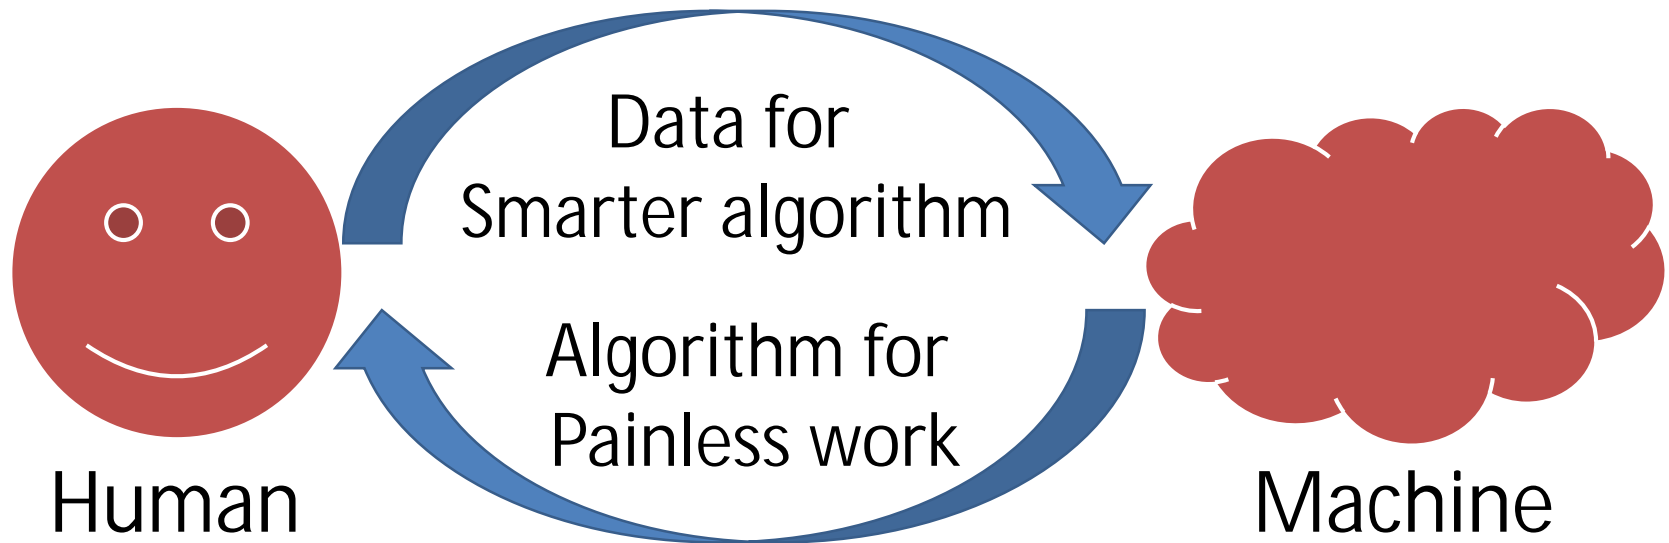 Data for
Smarter algorithm
Algorithm for
Painless work
Human
Machine